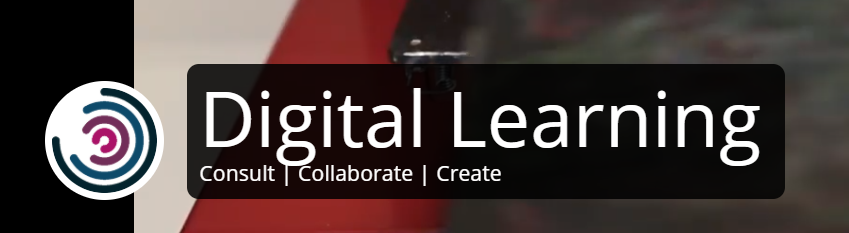 Digital Learning
Consult | Collaborate | Create